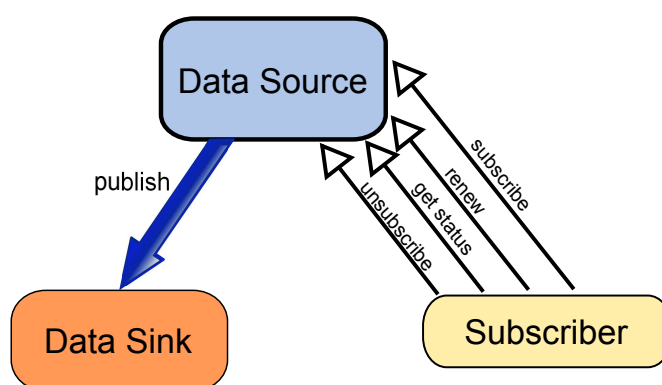 Data Source
publish
subscribe
renew
get status
unsubscribe
Data Sink
Subscriber